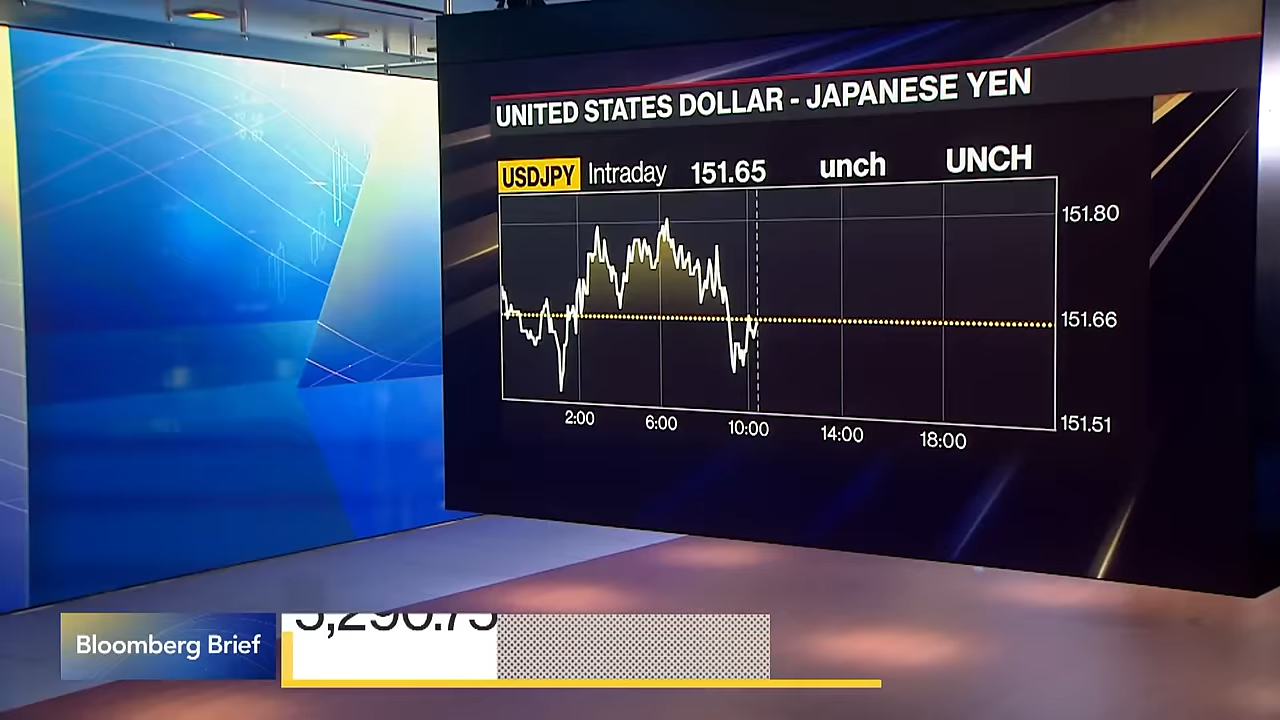 UNITED STATES DOLLAR - JAPANESE YEN
USDJPY Intraday 151.65 unch UNCH
151.80
151.66
151.51
2:00 6:00 10:00 14:00 18:00
Bloomberg Brief